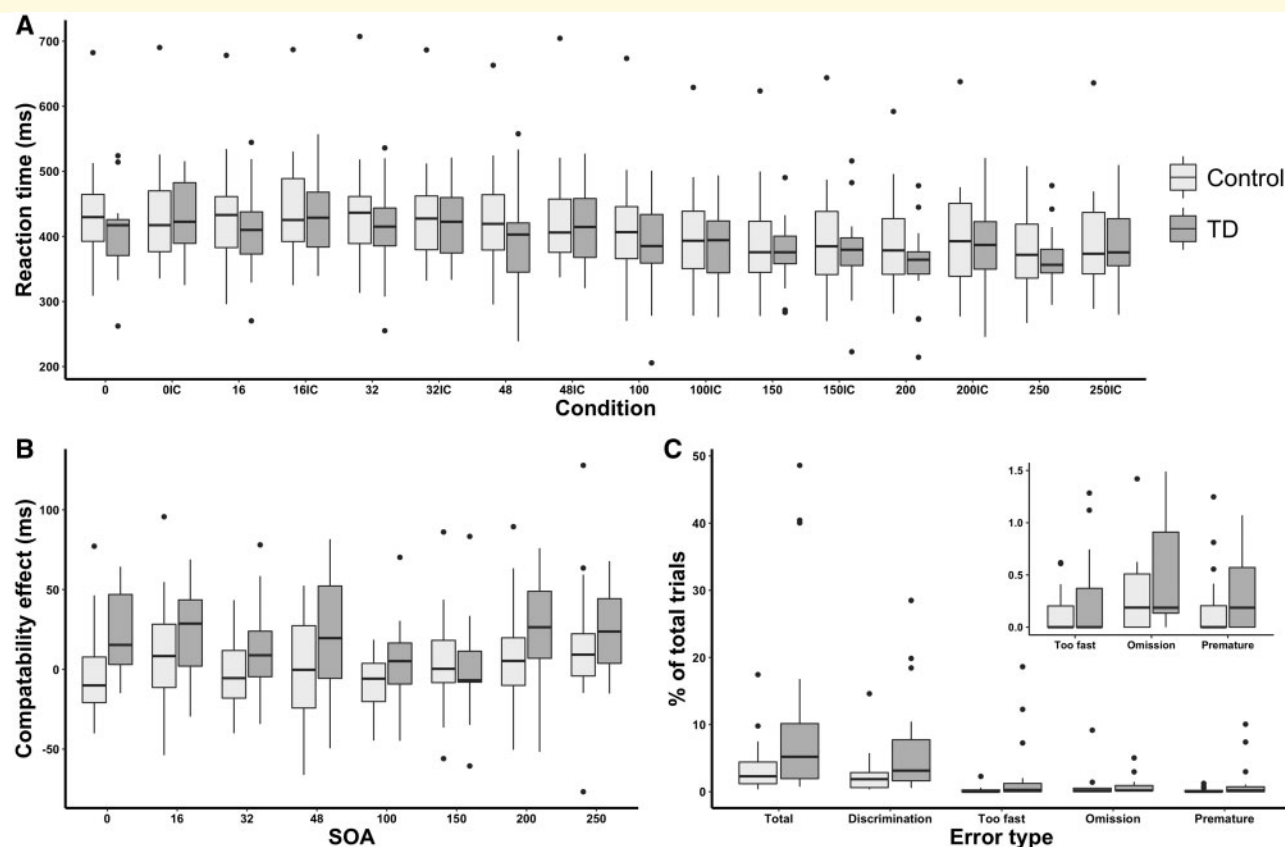 A
700
600
500
400
300
200
Reaction time (ms)
0 0IC 16 16IC 32 32IC 48 48IC 100 100IC 150 150IC 200 200IC 250 250IC
Condition
Control
TD
B
100
50
0
-50
Compatability effect (ms)
0 16 32 48 100 150 200 250
SOA
C
50
40
30
20
10
0
% of total trials
Total Discrimination Too fast Omission Premature
Error type
1.5
1.0
0.5
0.0
Too fast Omission Premature